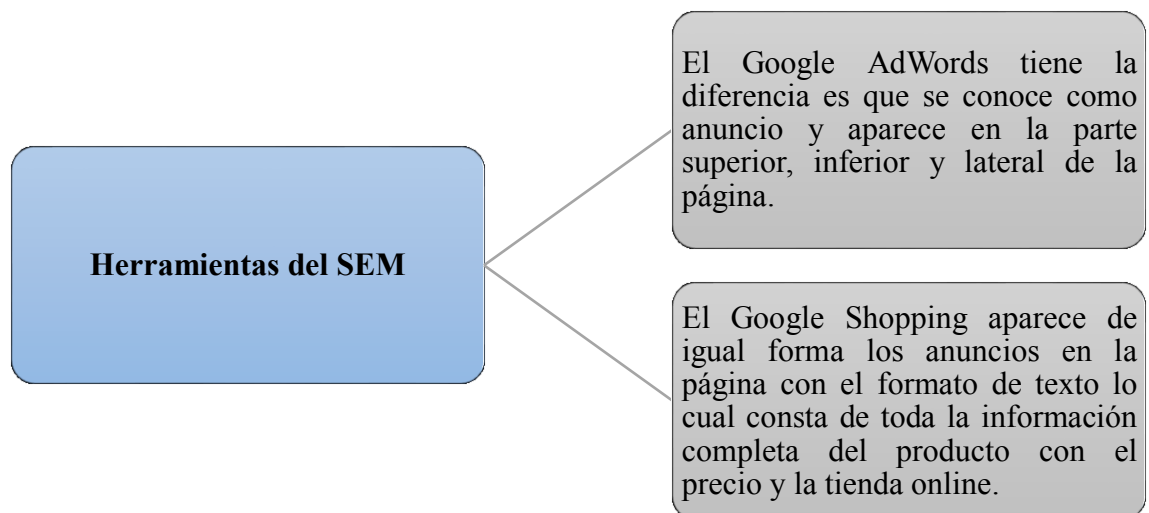 Herramientas del SEM
El Google AdWords tiene la
diferencia es que se conoce como
anuncio y aparece en la parte
superior, inferior y lateral de la
página.
El Google Shopping aparece de
igual forma los anuncios en la
página con el formato de texto lo
cual consta de toda la información
completa del producto con el
precio y la tienda online.